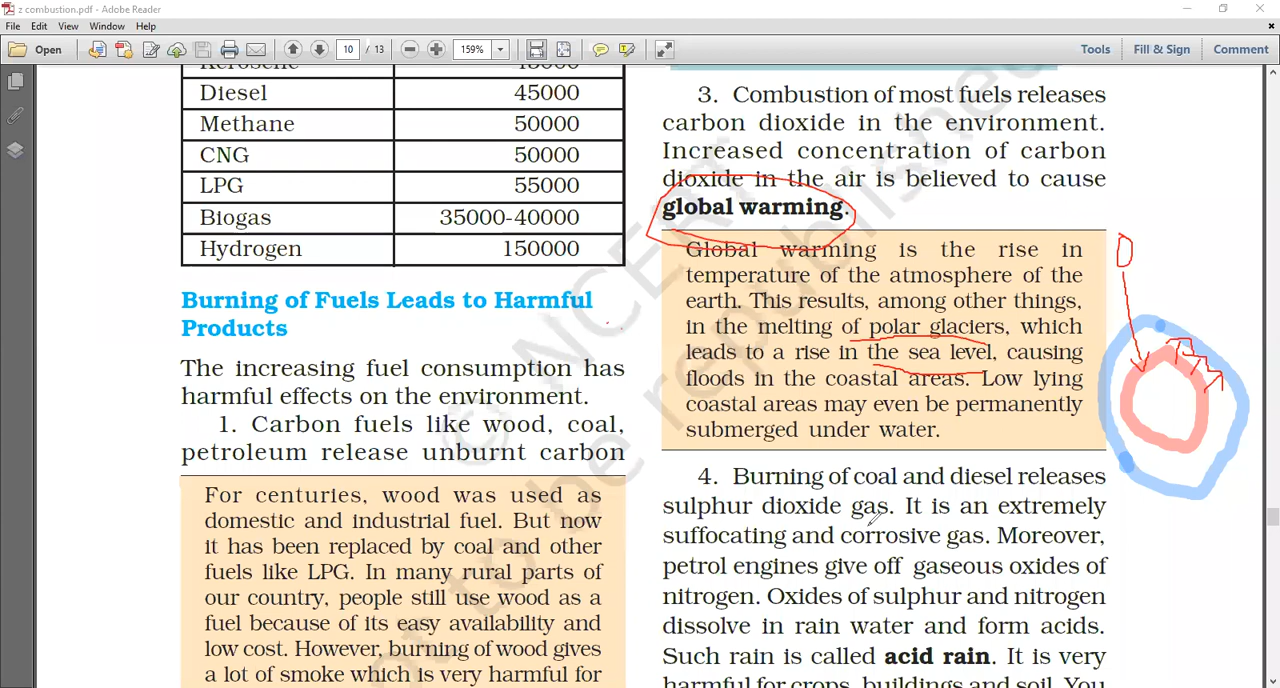 z combustion.pdf - Adobe Reader
File Edit View Window Help
Open 10 / 13 159% Tools Fill & Sign Comment
Diesel 45000
Methane 50000
CNG 50000
LPG 55000
Biogas 35000-40000
Hydrogen 150000
Burning of Fuels Leads to Harmful
Products
The increasing fuel consumption has
harmful effects on the environment.
1. Carbon fuels like wood, coal,
petroleum release unburnt carbon
For centuries, wood was used as
domestic and industrial fuel. But now
it has been replaced by coal and other
fuels like LPG. In many rural parts of
our country, people still use wood as a
fuel because of its easy availability and
low cost. However, burning of wood gives
a lot of smoke which is very harmful for
3. Combustion of most fuels releases
carbon dioxide in the environment.
Increased concentration of carbon
dioxide in the air is believed to cause
global warming.
Global warming is the rise in
temperature of the atmosphere of the
earth. This results, among other things,
in the melting of polar glaciers, which
leads to a rise in the sea level, causing
floods in the coastal areas. Low lying
coastal areas may even be permanently
submerged under water.
4. Burning of coal and diesel releases
sulphur dioxide gas. It is an extremely
suffocating and corrosive gas. Moreover,
petrol engines give off gaseous oxides of
nitrogen. Oxides of sulphur and nitrogen
dissolve in rain water and form acids.
Such rain is called acid rain. It is very
harmful for crops, buildings and soil. You
© NCERT
not to be republished